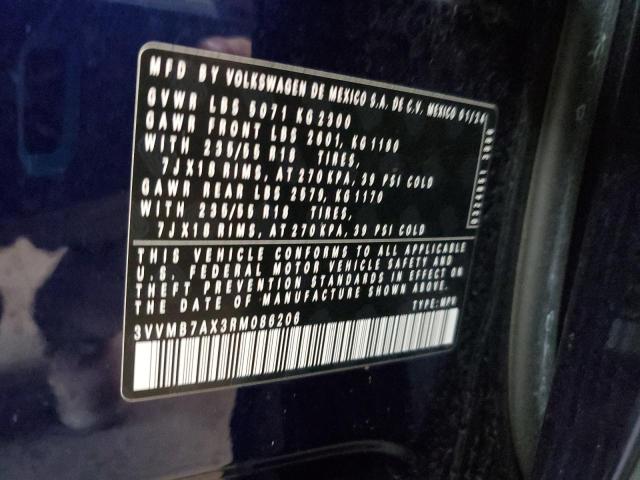 MFD BY VOLKSWAGEN DE MEXICO S.A. DE C.V. MEXICO 01/24
GVWR LBS 5071 KG 2300
GAWR FRONT LBS 2601, KG 1180
WITH 235/55 R18 TIRES,
7JX18 RIMS, AT 270 KPA, 39 PSI COLD
GAWR REAR LBS 2579, KG 1170
WITH 235/55 R18 TIRES,
7JX18 RIMS, AT 270 KPA, 39 PSI COLD
THIS VEHICLE CONFORMS TO ALL APPLICABLE
U.S. FEDERAL MOTOR VEHICLE SAFETY AND
THEFT PREVENTION STANDARDS IN EFFECT ON
THE DATE OF MANUFACTURE SHOWN ABOVE.
3VVMB7AX3RM086206 TYPE: MPV